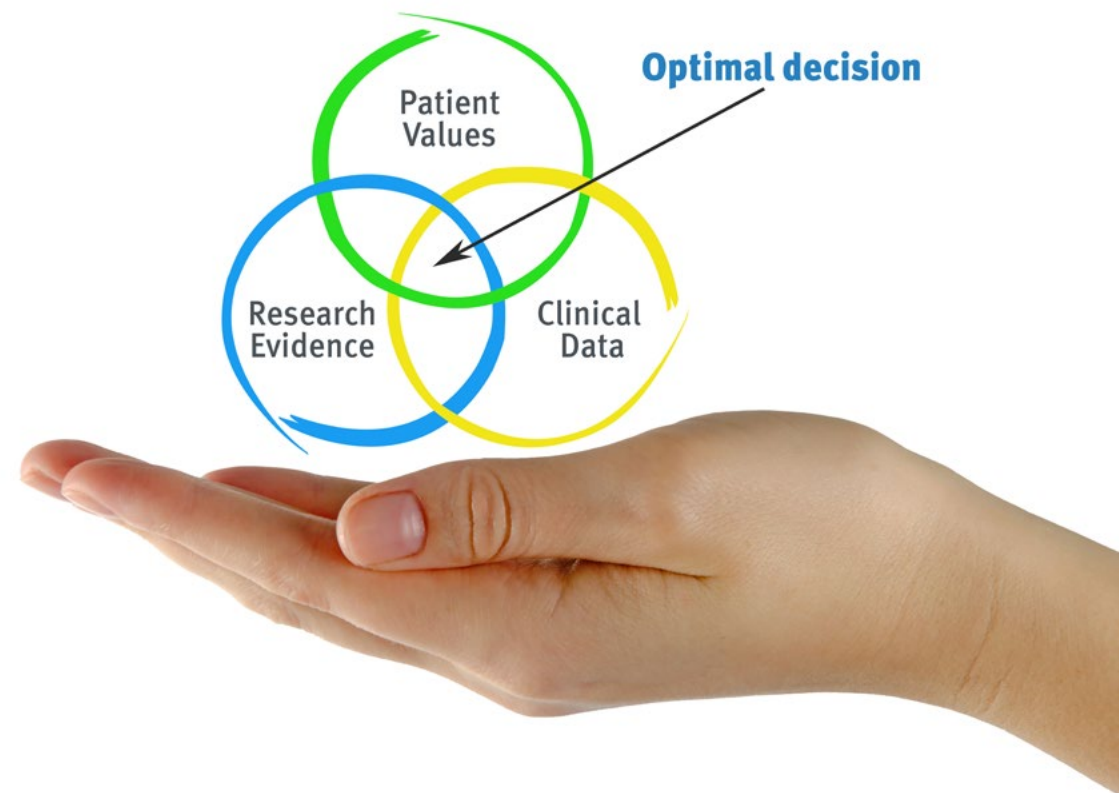 Optimal decision
Patient
Values
Research
Evidence
Clinical
Data